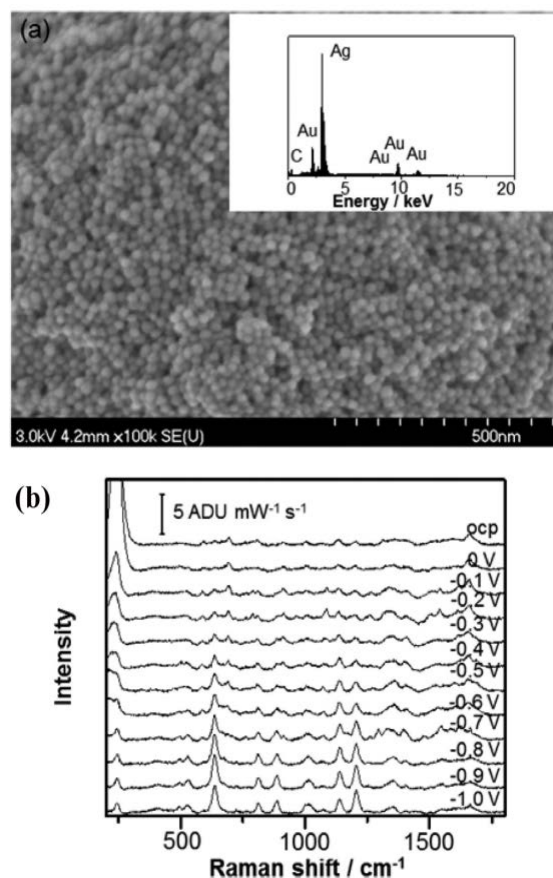 (a)
Ag
Au
C
Au
Au
Au
0 5 10 15 20
Energy / keV
3.0kV 4.2mm x100k SE(U)
500nm
(b)
5 ADU mW⁻¹ s⁻¹
ocp
0 V
-0.1 V
-0.2 V
-0.3 V
-0.4 V
-0.5 V
-0.6 V
-0.7 V
-0.8 V
-0.9 V
-1.0 V
Intensity
500 1000 1500
Raman shift / cm⁻¹